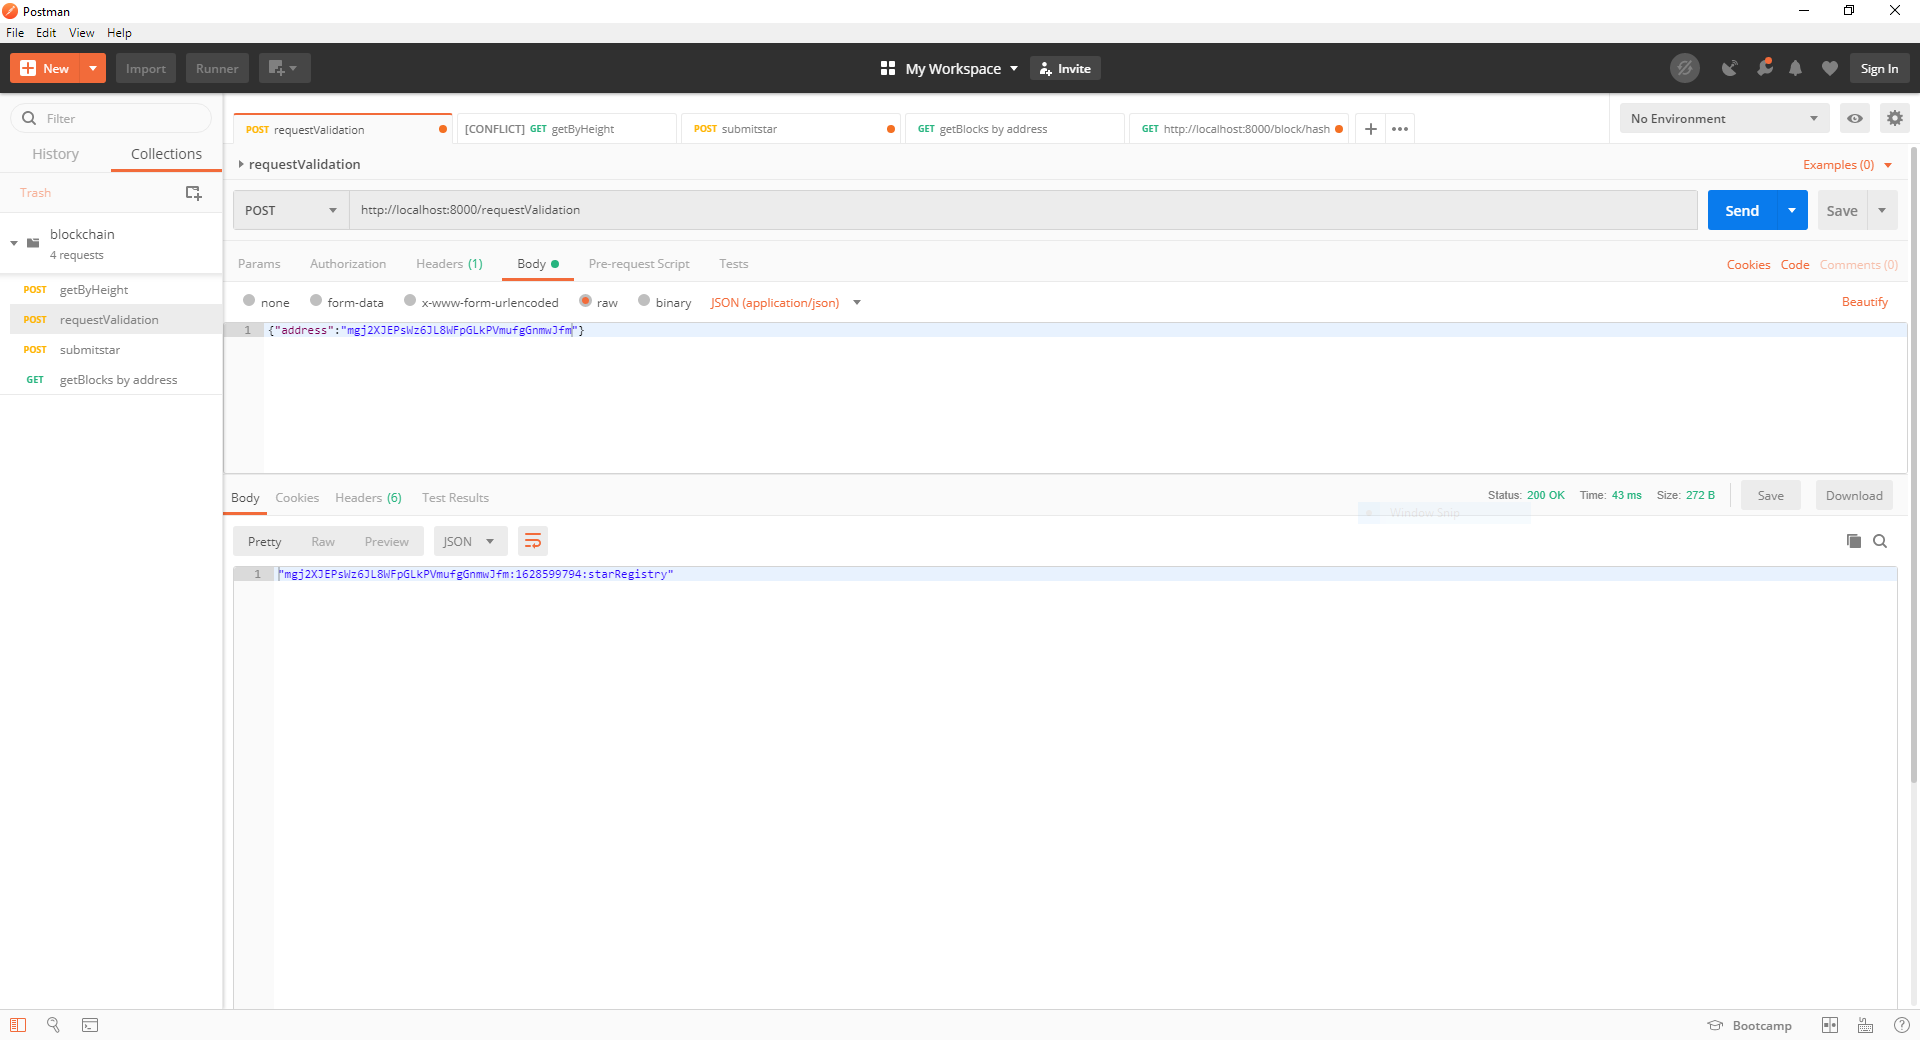 Postman
File Edit View Help
New Import Runner My Workspace Invite Sign In
Filter
History Collections
Trash
blockchain
4 requests
POST getByHeight
POST requestValidation
POST submitstar
GET getBlocks by address
POST requestValidation [CONFLICT] GET getByHeight POST submitstar GET getBlocks by address GET http://localhost:8000/block/hash No Environment
requestValidation Examples (0)
POST http://localhost:8000/requestValidation Send Save
Params Authorization Headers (1) Body Pre-request Script Tests Cookies Code Comments (0)
none form-data x-www-form-urlencoded raw binary JSON (application/json) Beautify
1 {"address":"mgj2XJEPsWz6JL8WFpGLkPVmufgGnmwJfm"}
Body Cookies Headers (6) Test Results Status: 200 OK Time: 43 ms Size: 272 B Save Download
Window Snip
Pretty Raw Preview JSON
1 "mgj2XJEPsWz6JL8WFpGLkPVmufgGnmwJfm:1628599794:starRegistry"
Bootcamp